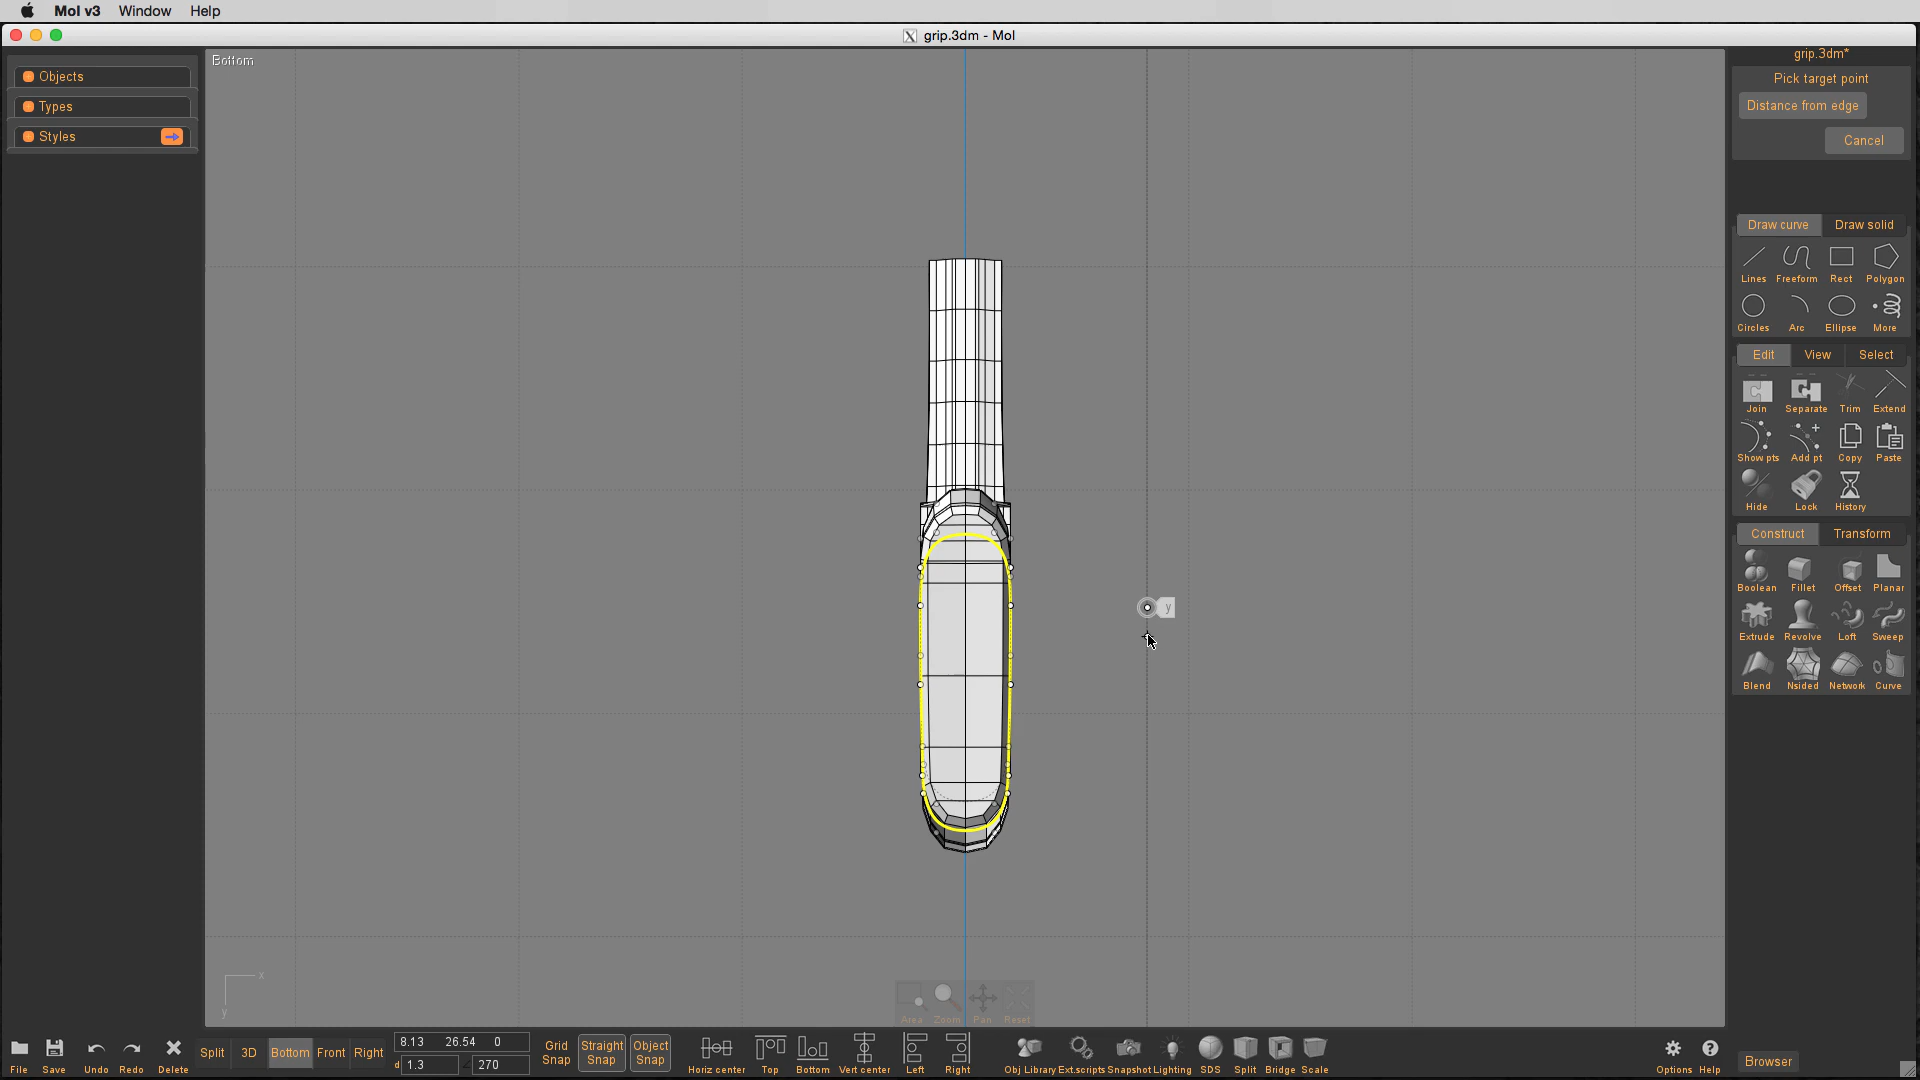 MoI v3 Window Help
grip.3dm - MoI
Objects
Types
Styles
Bottom
grip.3dm*
Pick target point
Distance from edge
Cancel
Draw curve Draw solid
Lines Freeform Rect Polygon
Circles Arc Ellipse More
Edit View Select
Join Separate Trim Extend
Show pts Add pt Copy Paste
Hide Lock History
Construct Transform
Boolean Fillet Offset Planar
Extrude Revolve Loft Sweep
Blend Nsided Network Curve
y
x
y
Area Zoom Pan Reset
File Save Undo Redo Delete
Split 3D Bottom Front Right
8.13 26.54 0
d 1.3 270
Grid Snap
Straight Snap
Object Snap
Horiz center Top Bottom Vert center Left Right
Obj Library Ext.scripts Snapshot Lighting SDS Split Bridge Scale
Options Help
Browser